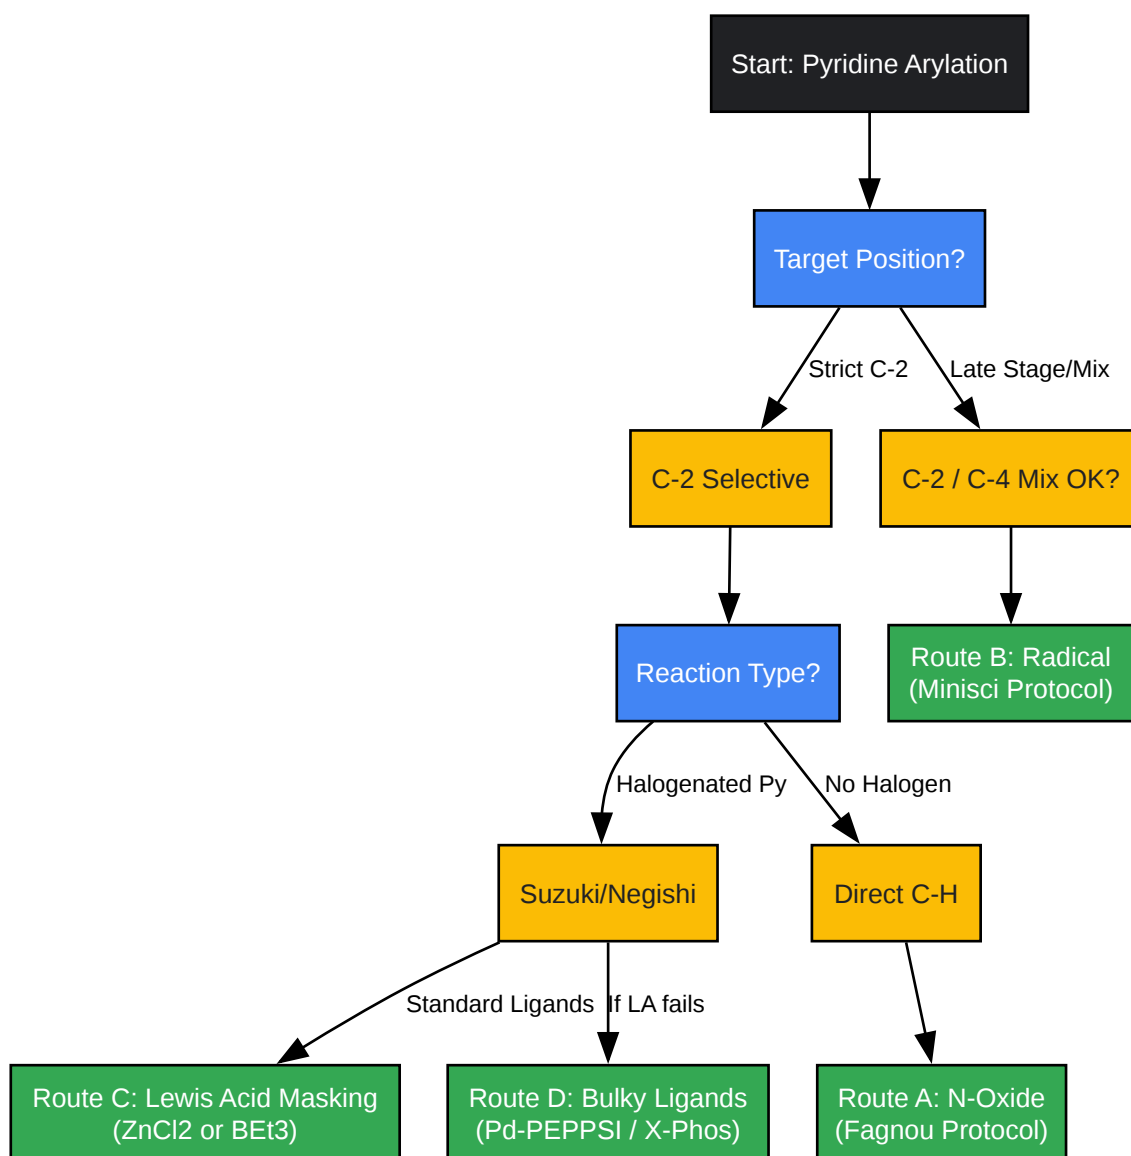 Start: Pyridine Arylation
Target Position?
Strict C-2
Late Stage/Mix
C-2 Selective
C-2 / C-4 Mix OK?
Reaction Type?
Route B: Radical
(Minisci Protocol)
Halogenated Py
No Halogen
Suzuki/Negishi
Direct C-H
Standard Ligands
If LA fails
Route C: Lewis Acid Masking
(ZnCl2 or BEt3)
Route D: Bulky Ligands
(Pd-PEPPSI / X-Phos)
Route A: N-Oxide
(Fagnou Protocol)